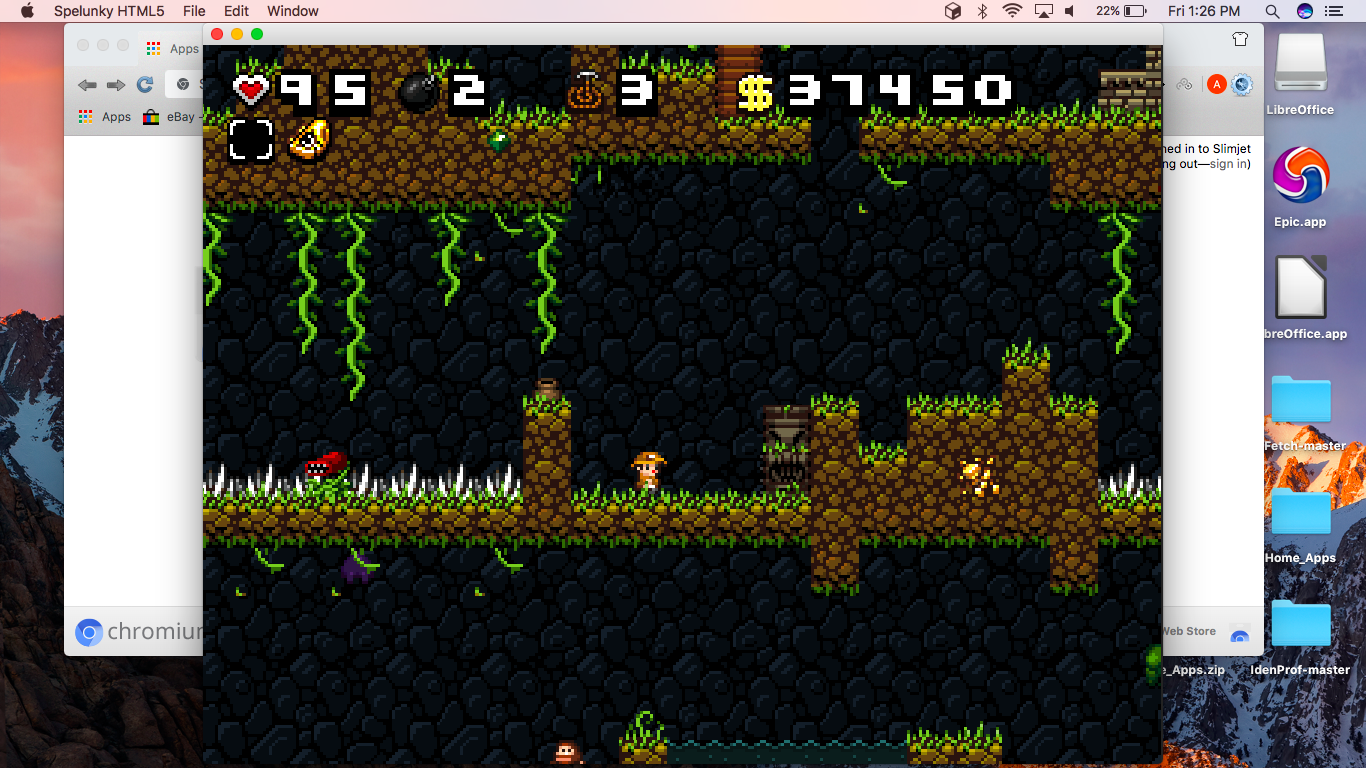 Spelunky HTML5 File Edit Window 22% Fri 1:26 PM
Apps
95 2 3 $37450
Apps eBay
ned in to Slimjet
ng out—sign in)
LibreOffice
Epic.app
breOffice.app
Fetch-master
Home_Apps
chromium
Web Store
e_Apps.zip
IdenProf-master